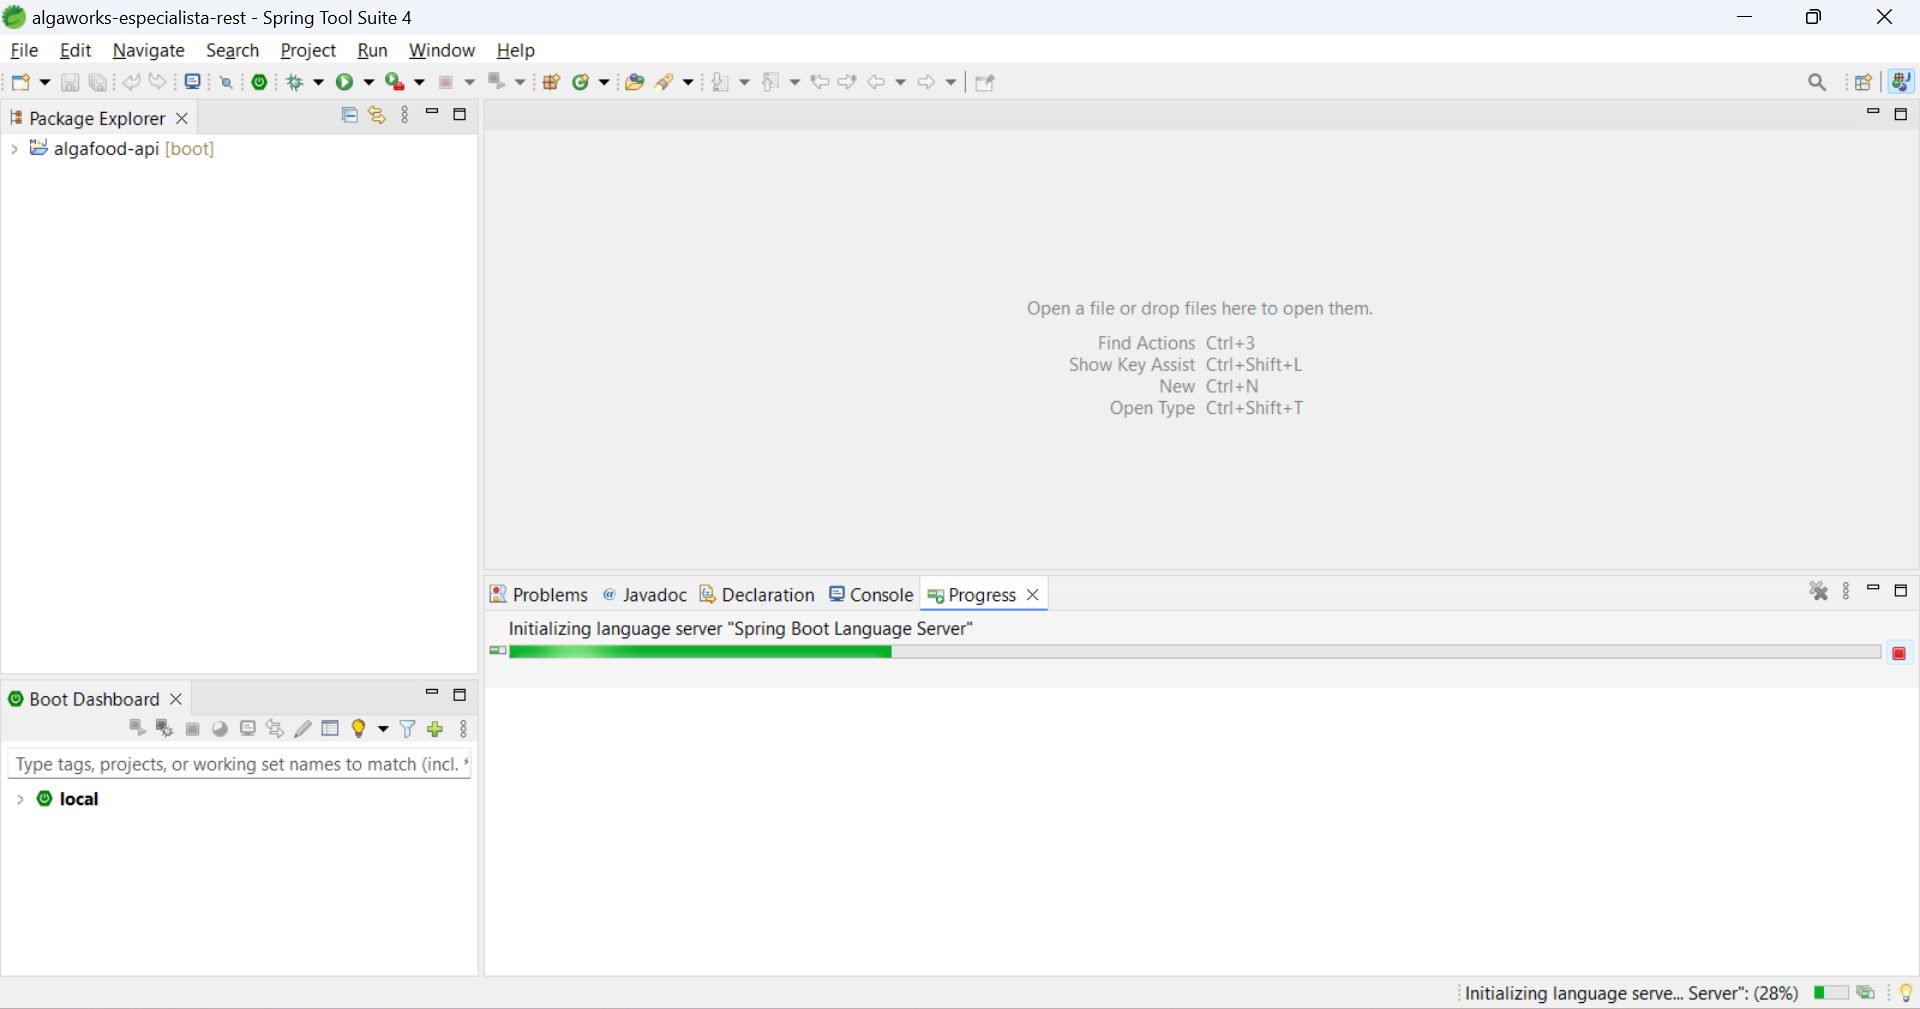 algaworks-especialista-rest - Spring Tool Suite 4
File Edit Navigate Search Project Run Window Help
Package Explorer
algafood-api [boot]
Open a file or drop files here to open them.
Find Actions Ctrl+3
Show Key Assist Ctrl+Shift+L
New Ctrl+N
Open Type Ctrl+Shift+T
Problems @ Javadoc Declaration Console Progress
Initializing language server "Spring Boot Language Server"
Boot Dashboard
Type tags, projects, or working set names to match (incl. *
local
Initializing language serve... Server": (28%)